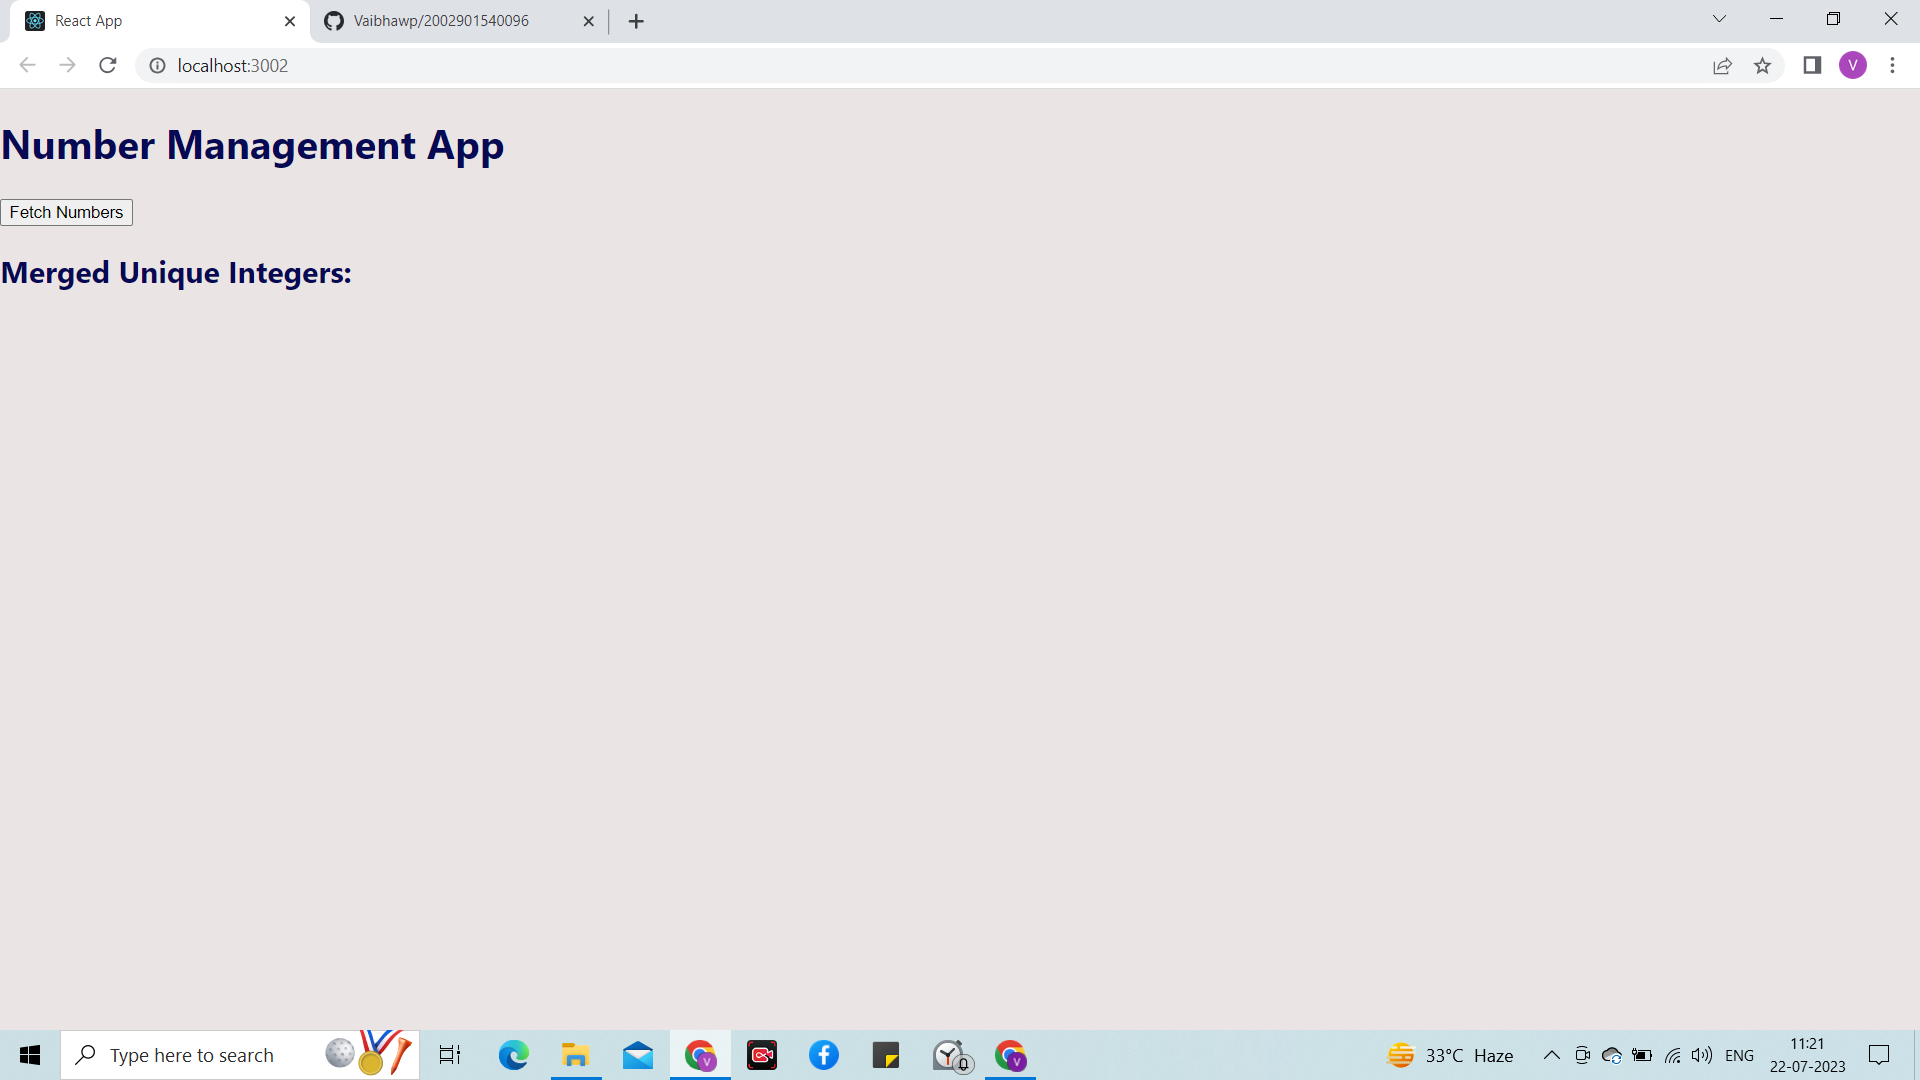 React App
Vaibhawp/2002901540096
localhost:3002
V
Number Management App
Fetch Numbers
Merged Unique Integers:
Type here to search
V
V
33°C Haze
ENG
11:21
22-07-2023